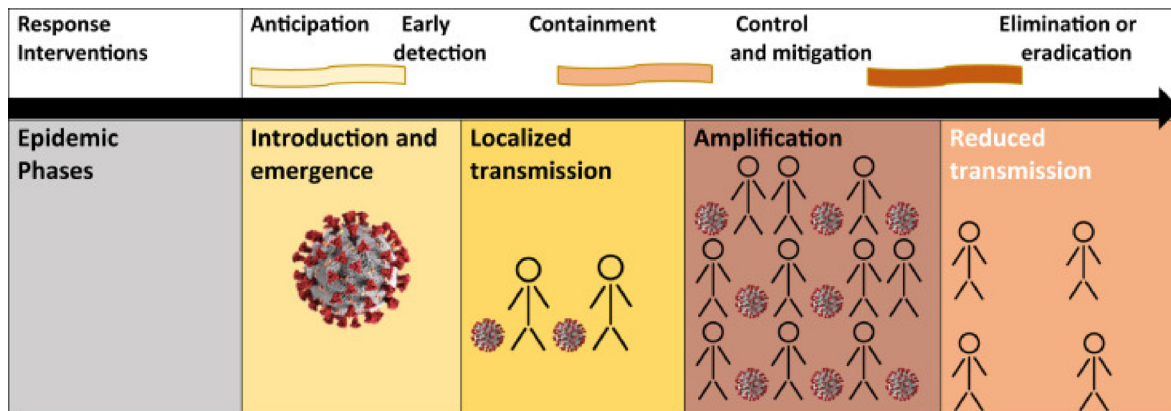 Response Interventions
Anticipation
Early detection
Containment
Control and mitigation
Elimination or eradication
Epidemic Phases
Introduction and emergence
Localized transmission
Amplification
Reduced transmission